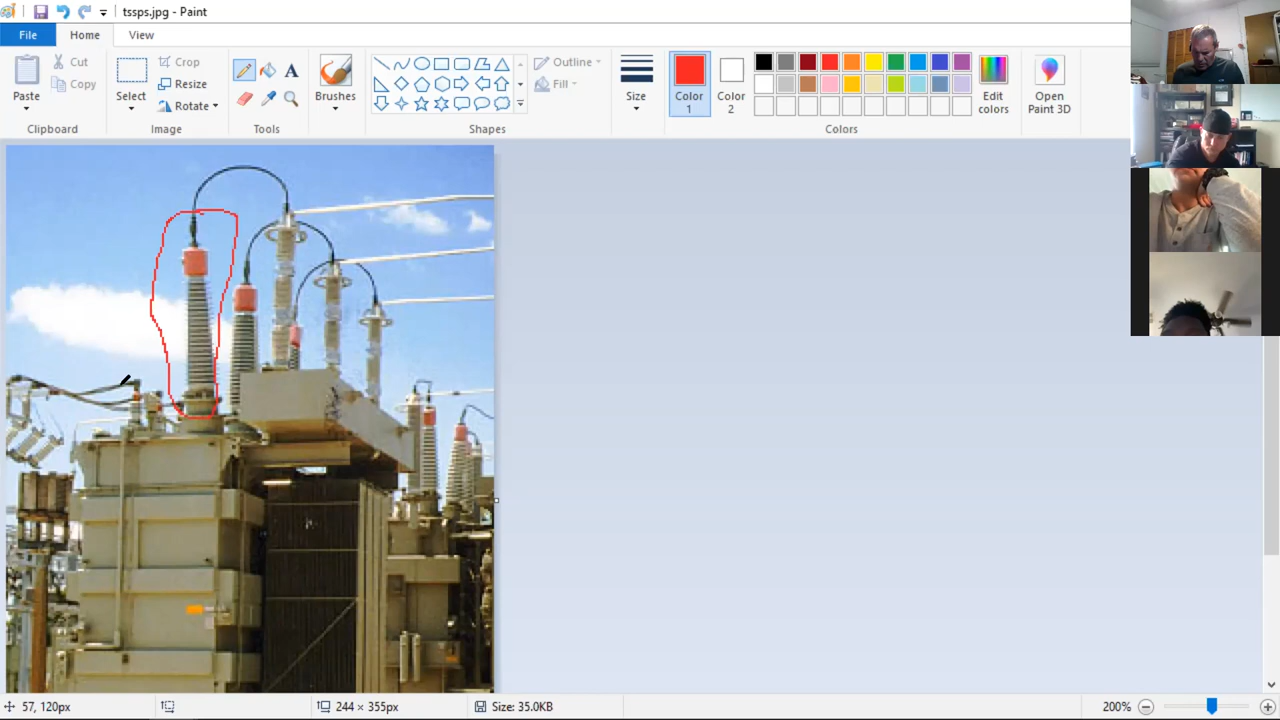 tssps.jpg - Paint
File
Home
View
Paste
Cut
Copy
Clipboard
Select
Crop
Resize
Rotate
Image
A
Tools
Brushes
Shapes
Outline
Fill
Size
Color
1
Color
2
Colors
Edit
colors
Open
Paint 3D
57, 120px
244 × 355px
Size: 35.0KB
200%